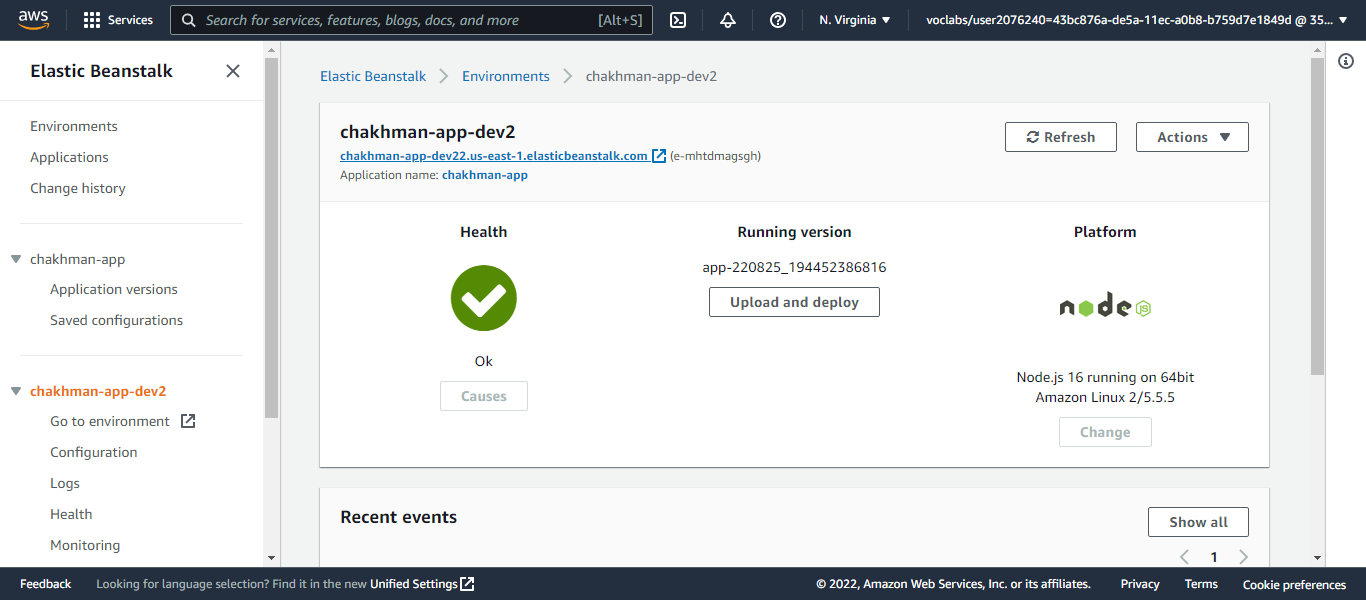 aws
Services
Search for services, features, blogs, docs, and more [Alt+S]
N. Virginia
voclabs/user2076240=43bc876a-de5a-11ec-a0b8-b759d7e1849d @ 35...
Elastic Beanstalk
Environments
Applications
Change history
chakhman-app
Application versions
Saved configurations
chakhman-app-dev2
Go to environment
Configuration
Logs
Health
Monitoring
Elastic Beanstalk
Environments
chakhman-app-dev2
chakhman-app-dev2
chakhman-app-dev22.us-east-1.elasticbeanstalk.com (e-mhtdmagsgh)
Application name: chakhman-app
Refresh
Actions
Health
Ok
Causes
Running version
app-220825_194452386816
Upload and deploy
Platform
node JS
Node.js 16 running on 64bit
Amazon Linux 2/5.5.5
Change
Recent events
Show all
1
Feedback
Looking for language selection? Find it in the new Unified Settings
© 2022, Amazon Web Services, Inc. or its affiliates.
Privacy
Terms
Cookie preferences